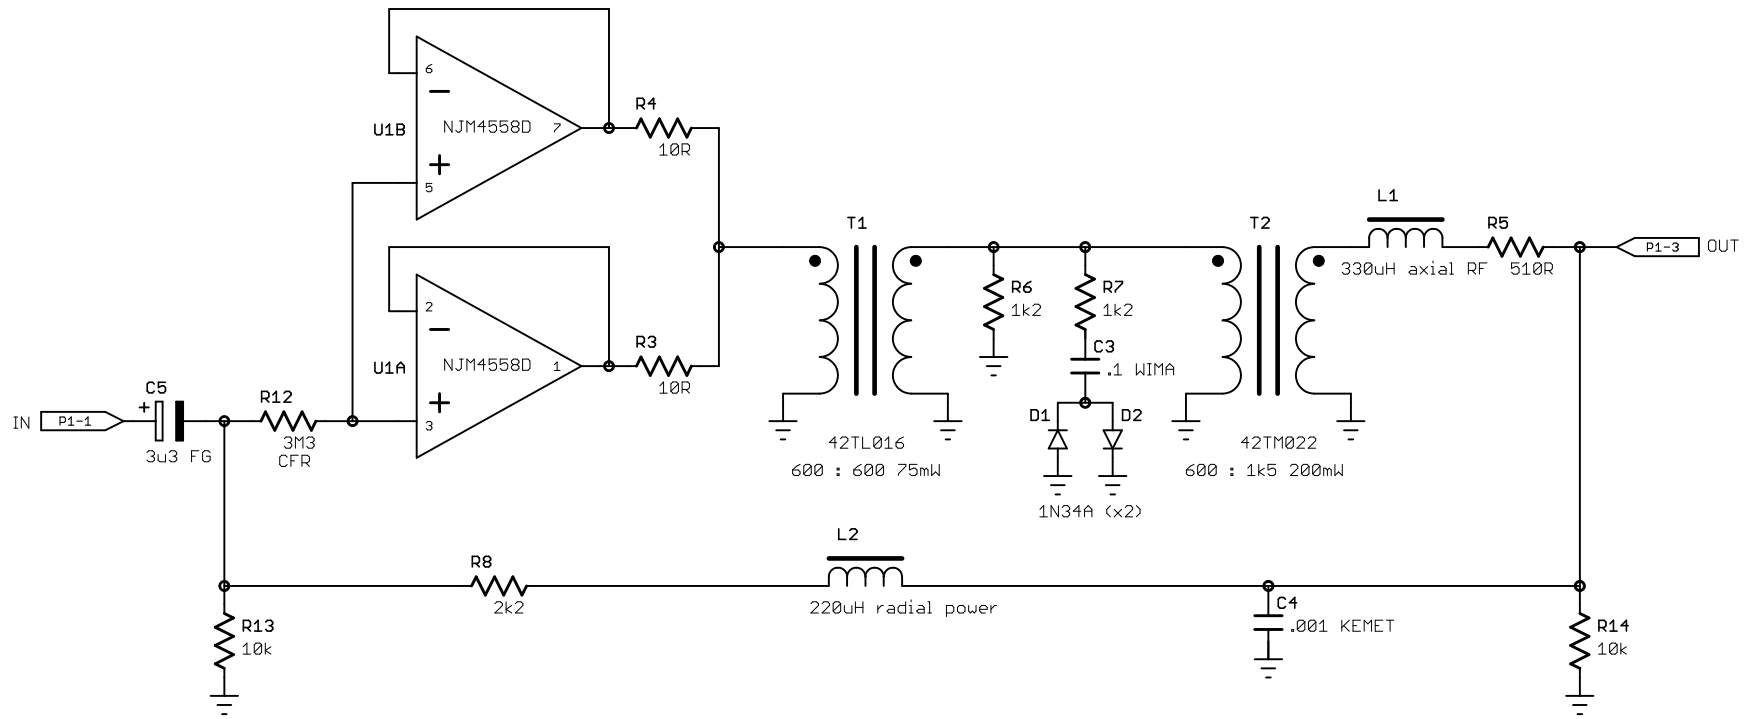 6
U1B
NJM4558D
7
5
R4
10R
2
U1A
NJM4558D
1
3
R3
10R
IN
P1-1
C5
+
3u3 FG
R12
3M3
CFR
T1
42TL016
600 : 600 75mW
R6
1k2
R7
1k2
C3
.1 WIMA
D1
D2
1N34A (x2)
T2
42TM022
600 : 1k5 200mW
L1
330uH axial RF
R5
510R
P1-3
OUT
R8
2k2
L2
220uH radial power
C4
.001 KEMET
R13
10k
R14
10k